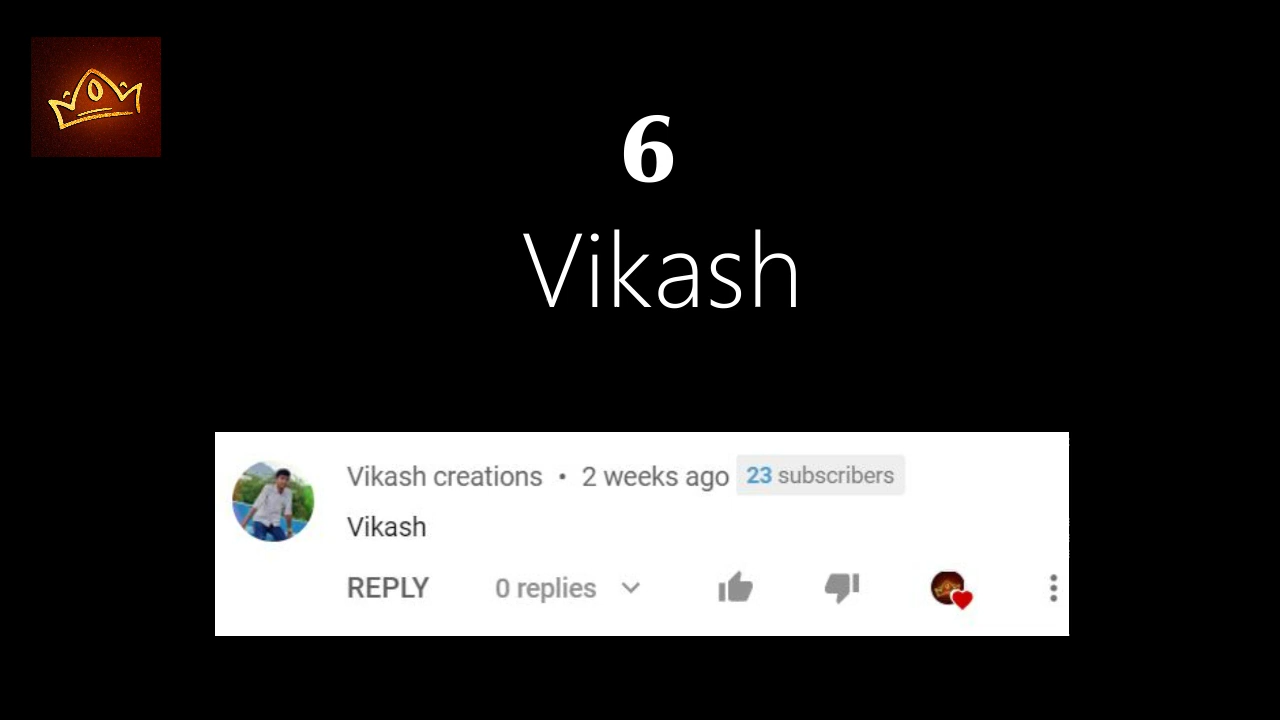 6
Vikash
Vikash creations • 2 weeks ago 23 subscribers
Vikash
REPLY 0 replies